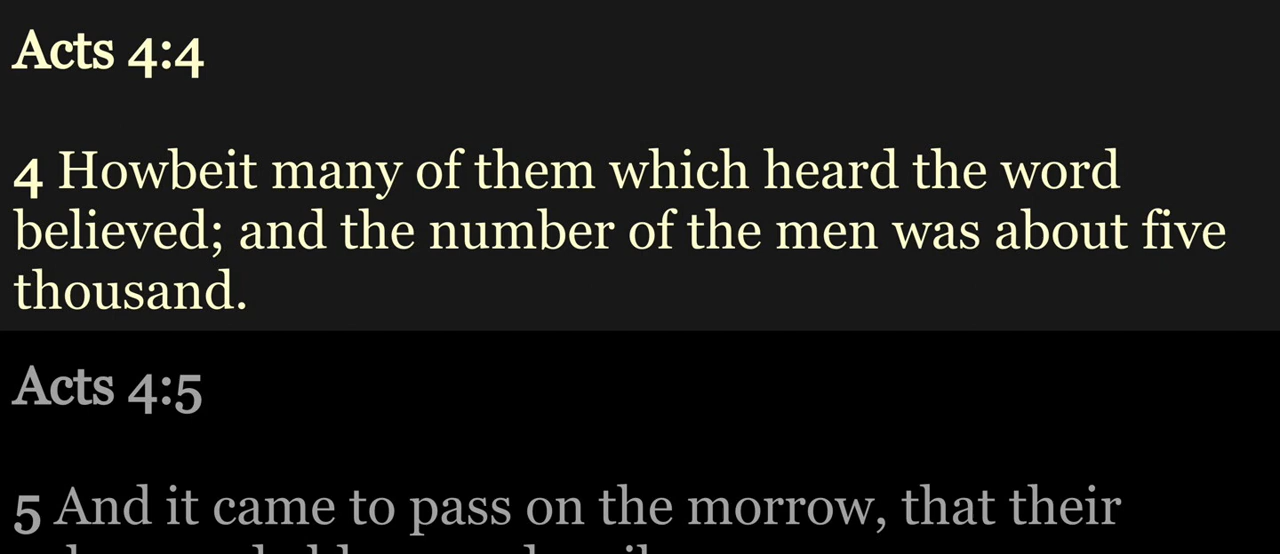 Acts 4:4
4 Howbeit many of them which heard the word
believed; and the number of the men was about five
thousand.
Acts 4:5
5 And it came to pass on the morrow, that their